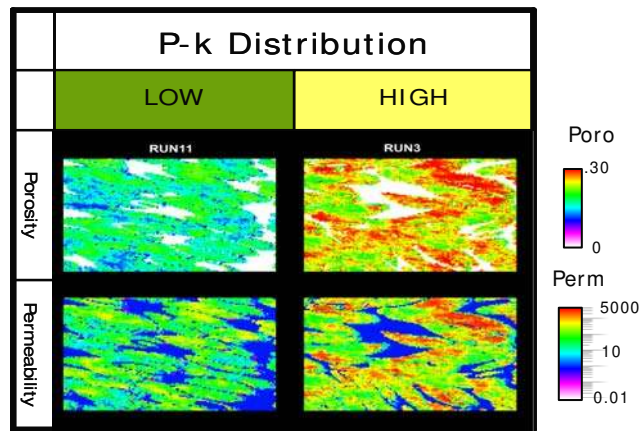 P-k Distribution
LOW
HIGH
RUN11
RUN3
Porosity
Permeability
Poro
.30
0
Perm
5000
10
0.01